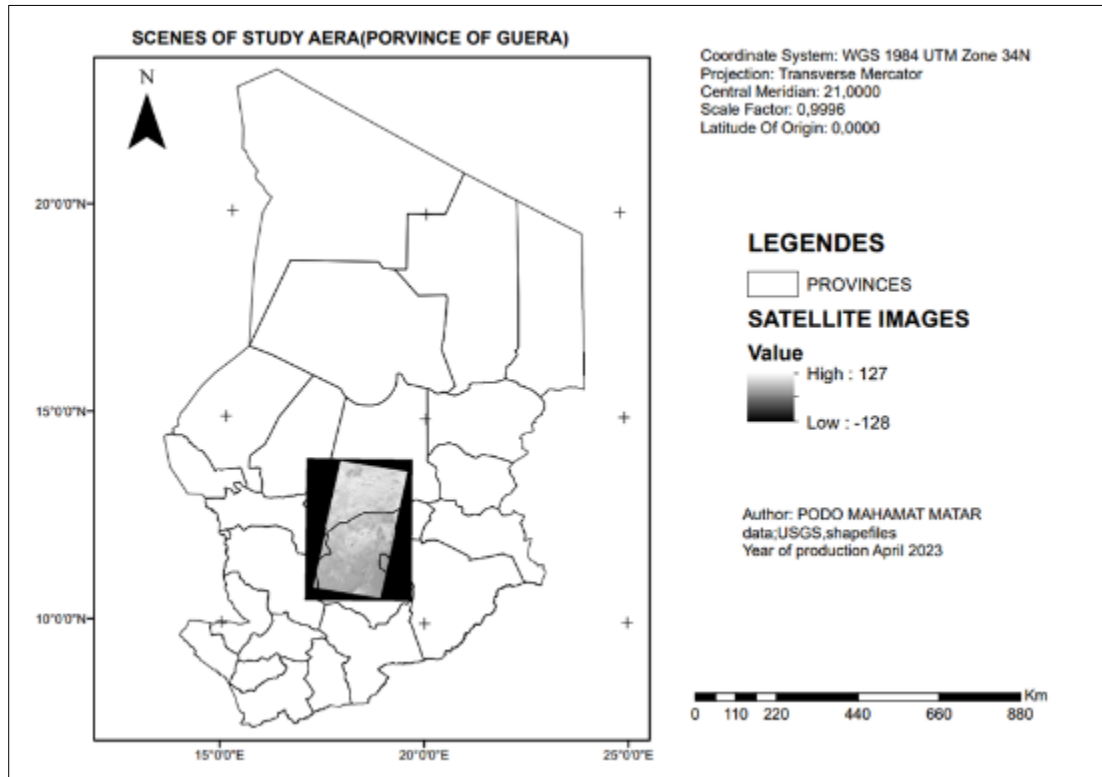 SCENES OF STUDY AERA(PORVINCE OF GUERA)
N
20°0'0"N
15°0'0"N
10°0'0"N
15°0'0"E
20°0'0"E
25°0'0"E
Coordinate System: WGS 1984 UTM Zone 34N
Projection: Transverse Mercator
Central Meridian: 21,0000
Scale Factor: 0,9996
Latitude Of Origin: 0,0000
LEGENDES
PROVINCES
SATELLITE IMAGES
Value
High : 127
Low : -128
Author: PODO MAHAMAT MATAR
data;USGS,shapefiles
Year of production April 2023
Km
0 110 220 440 660 880